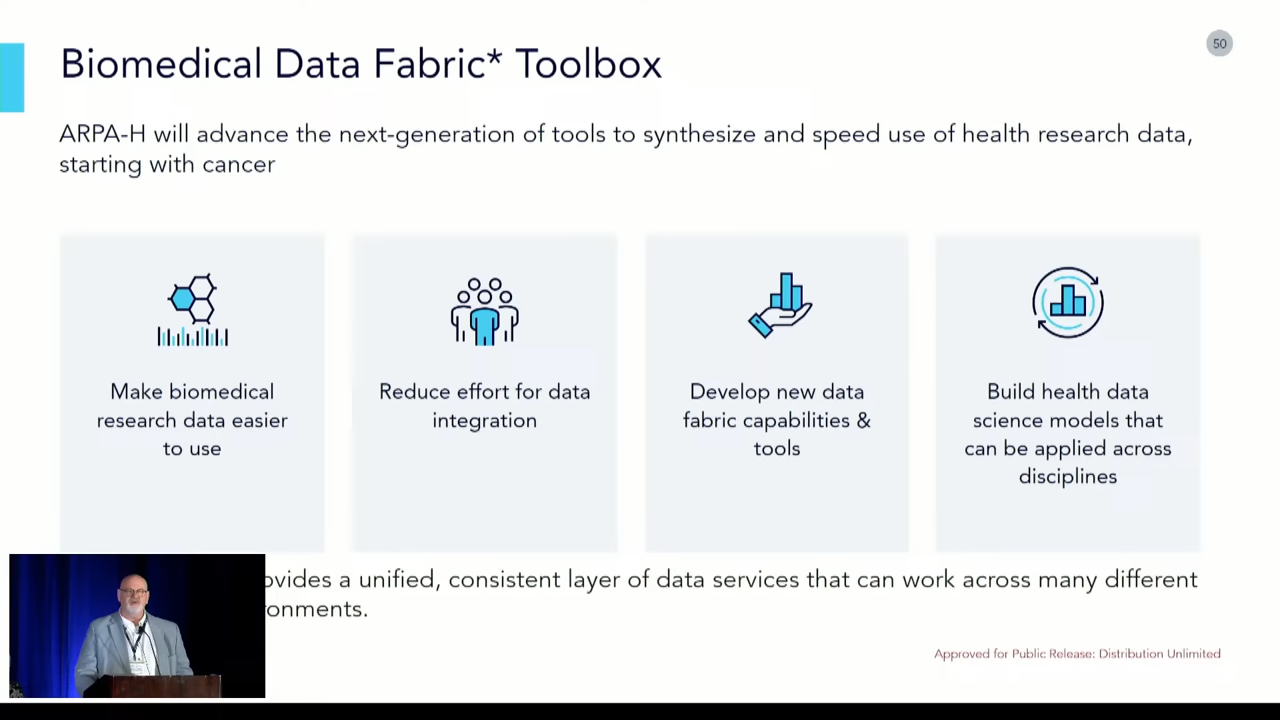 50
Biomedical Data Fabric* Toolbox
ARPA-H will advance the next-generation of tools to synthesize and speed use of health research data,
starting with cancer
Make biomedical
research data easier
to use
Reduce effort for data
integration
Develop new data
fabric capabilities &
tools
Build health data
science models that
can be applied across
disciplines
ovides a unified, consistent layer of data services that can work across many different
onments.
Approved for Public Release: Distribution Unlimited